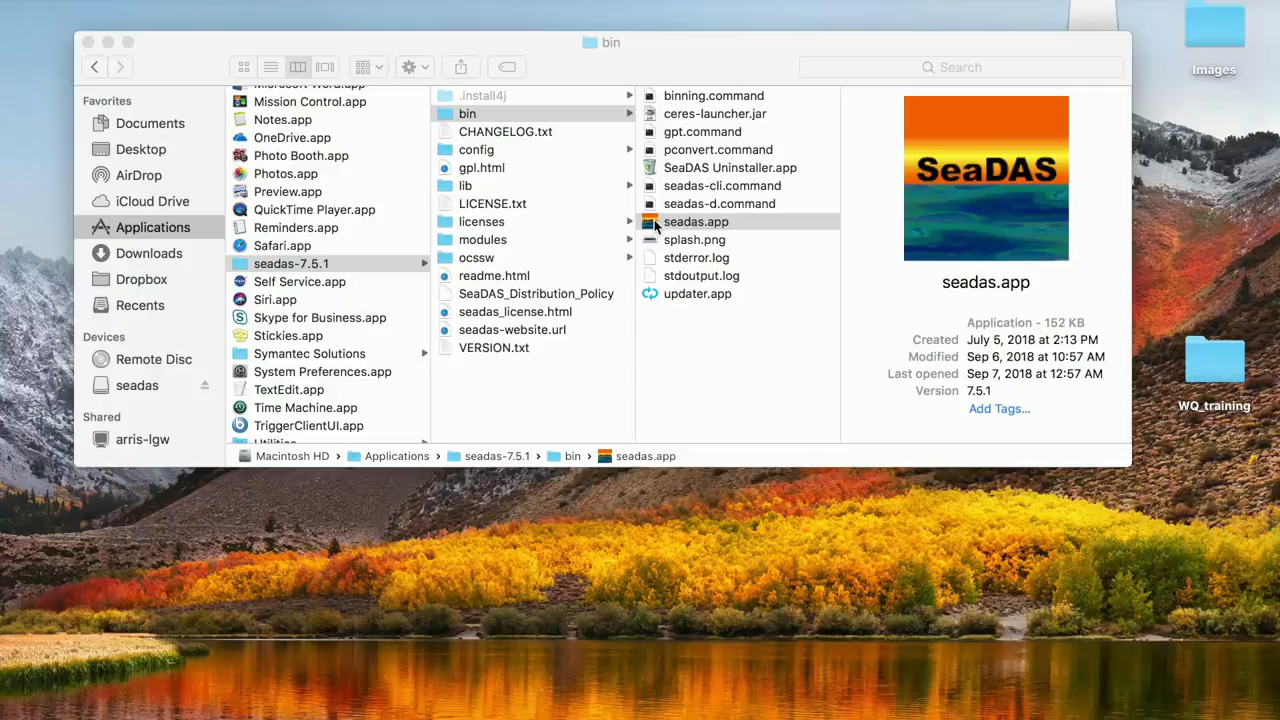 bin
Search
Images
Favorites
Documents
Desktop
AirDrop
iCloud Drive
Applications
Downloads
Dropbox
Recents
Devices
Remote Disc
seadas
Shared
arris-lgw
Microsoft Word.app
Mission Control.app
Notes.app
OneDrive.app
Photo Booth.app
Photos.app
Preview.app
QuickTime Player.app
Reminders.app
Safari.app
seadas-7.5.1
Self Service.app
Siri.app
Skype for Business.app
Stickies.app
Symantec Solutions
System Preferences.app
TextEdit.app
Time Machine.app
TriggerClientUI.app
Utilities
.install4j
bin
CHANGELOG.txt
config
gpl.html
lib
LICENSE.txt
licenses
modules
ocssw
readme.html
SeaDAS_Distribution_Policy
seadas_license.html
seadas-website.url
VERSION.txt
binning.command
ceres-launcher.jar
gpt.command
pconvert.command
SeaDAS Uninstaller.app
seadas-cli.command
seadas-d.command
seadas.app
splash.png
stderror.log
stdoutput.log
updater.app
SeaDAS
seadas.app
Application - 152 KB
Created July 5, 2018 at 2:13 PM
Modified Sep 6, 2018 at 10:57 AM
Last opened Sep 7, 2018 at 12:57 AM
Version 7.5.1
Add Tags...
Macintosh HD › Applications › seadas-7.5.1 › bin › seadas.app
WQ_training